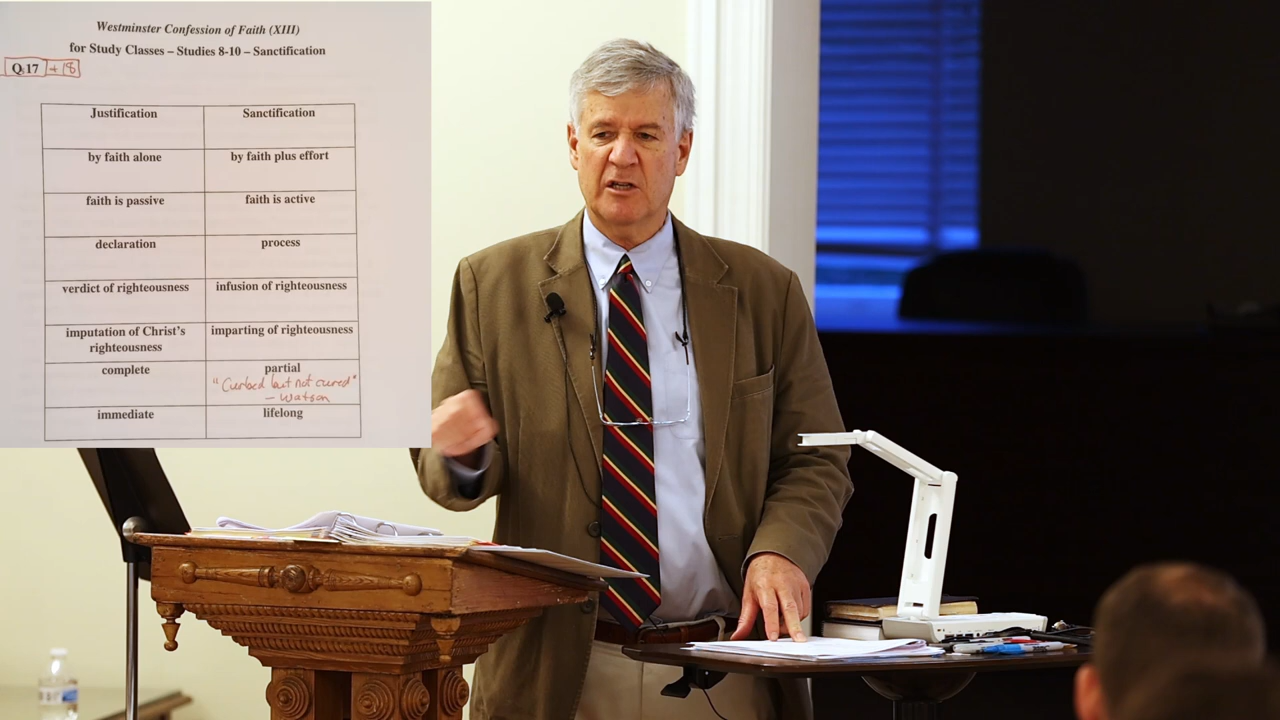 Westminster Confession of Faith (XIII)
for Study Classes – Studies 8-10 – Sanctification
Q.17 + 18
Justification Sanctification
by faith alone by faith plus effort
faith is passive faith is active
declaration process
verdict of righteousness infusion of righteousness
imputation of Christ's imparting of righteousness
righteousness
complete partial
"Curbed but not cured"
– Watson
immediate lifelong